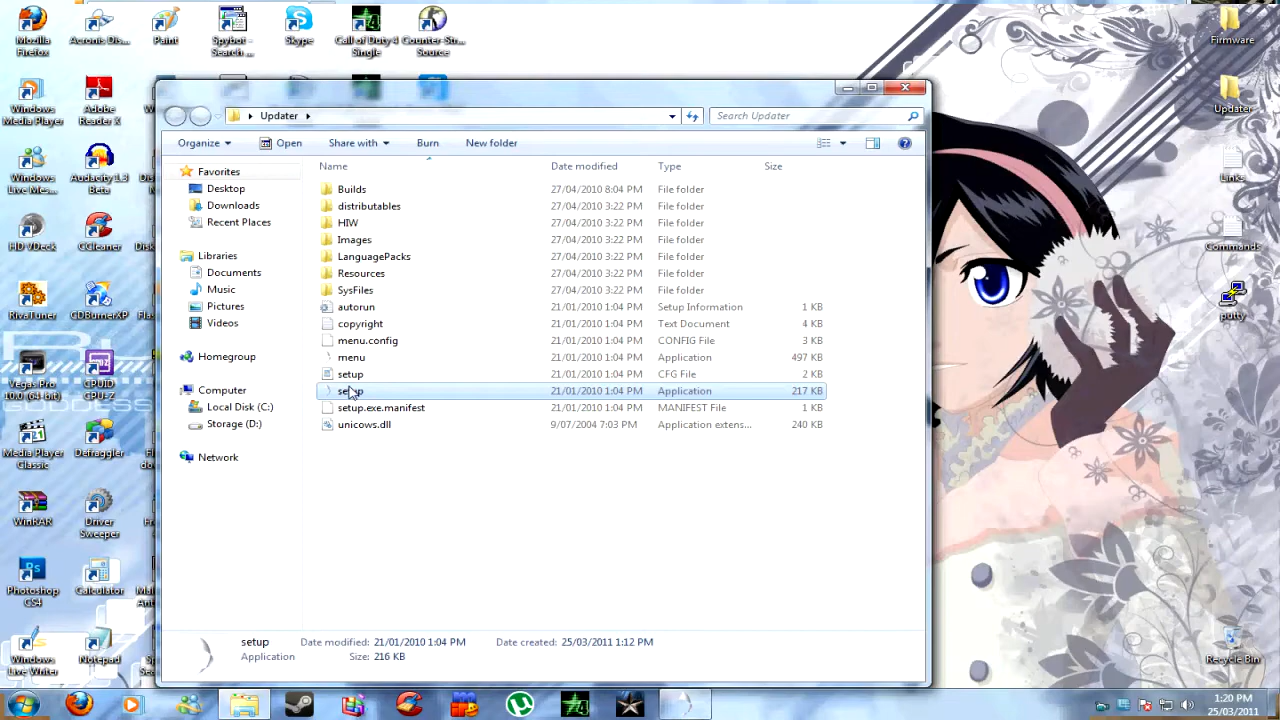 Mozilla Firefox
Acronis Dis...
Paint
Spybot - Search ...
Skype
Call of Duty 4 Single
Counter-Str... Source
Firmware
Windows Media Player
Adobe Reader X
Updater
Windows Live Mes...
Audacity 1.3 Beta
Links
HD VDeck
CCleaner
Disk
Commands
RivaTuner
CDBurnerXP
putty
Vegas Pro 10.0 (64-bit)
CPUID CPU-Z
GODDESS
Media Player Classic
Defraggler
WinRAR
Driver Sweeper
Photoshop CS4
Calculator
Windows Live Writer
Notepad
Recycle Bin
Updater
Search Updater
Organize
Open
Share with
Burn
New folder
Name Date modified Type Size
Favorites
Desktop
Downloads
Recent Places
Libraries
Documents
Music
Pictures
Videos
Homegroup
Computer
Local Disk (C:)
Storage (D:)
Network
Builds 27/04/2010 8:04 PM File folder
distributables 27/04/2010 3:22 PM File folder
HIW 27/04/2010 3:22 PM File folder
Images 27/04/2010 3:22 PM File folder
LanguagePacks 27/04/2010 3:22 PM File folder
Resources 27/04/2010 3:22 PM File folder
SysFiles 27/04/2010 3:22 PM File folder
autorun 21/01/2010 1:04 PM Setup Information 1 KB
copyright 21/01/2010 1:04 PM Text Document 4 KB
menu.config 21/01/2010 1:04 PM CONFIG File 3 KB
menu 21/01/2010 1:04 PM Application 497 KB
setup 21/01/2010 1:04 PM CFG File 2 KB
setup 21/01/2010 1:04 PM Application 217 KB
setup.exe.manifest 21/01/2010 1:04 PM MANIFEST File 1 KB
unicows.dll 9/07/2004 7:03 PM Application extens... 240 KB
setup Date modified: 21/01/2010 1:04 PM Date created: 25/03/2011 1:12 PM
Application Size: 216 KB
1:20 PM
25/03/2011